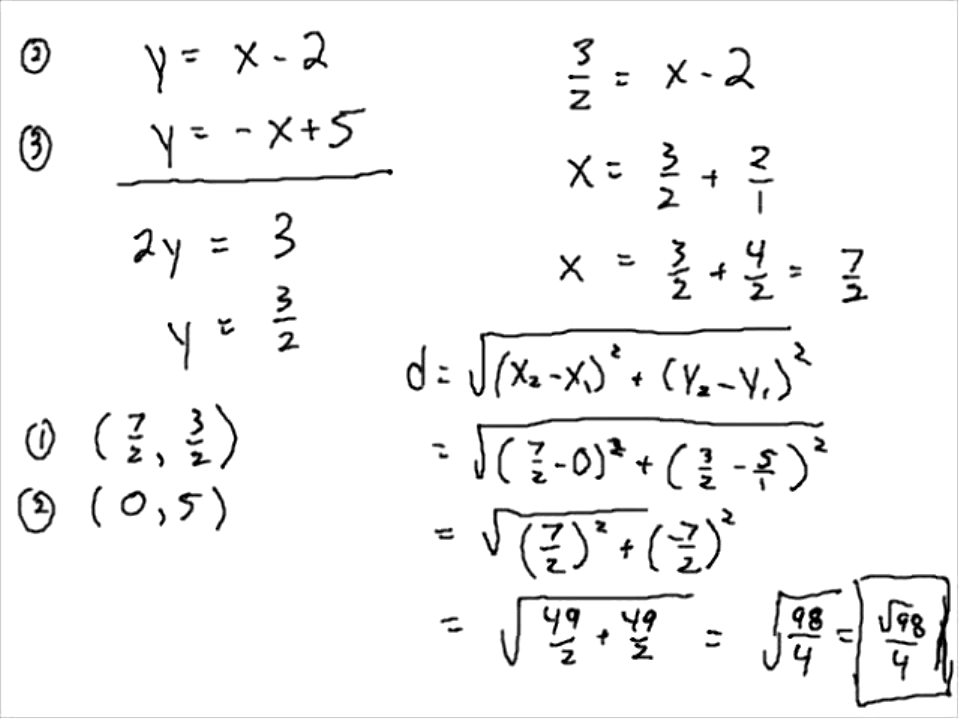 ② y = x - 2
③ y = - x + 5
2y = 3
y = 3/2
① (7/2, 3/2)
② (0, 5)
3/2 = x - 2
x = 3/2 + 2/1
x = 3/2 + 4/2 = 7/2
d = √(x₂ - x₁)² + (y₂ - y₁)²
= √(7/2 - 0)² + (3/2 - 5/1)²
= √(7/2)² + (-7/2)²
= √49/2 + 49/2 = √98/4 = √98/4